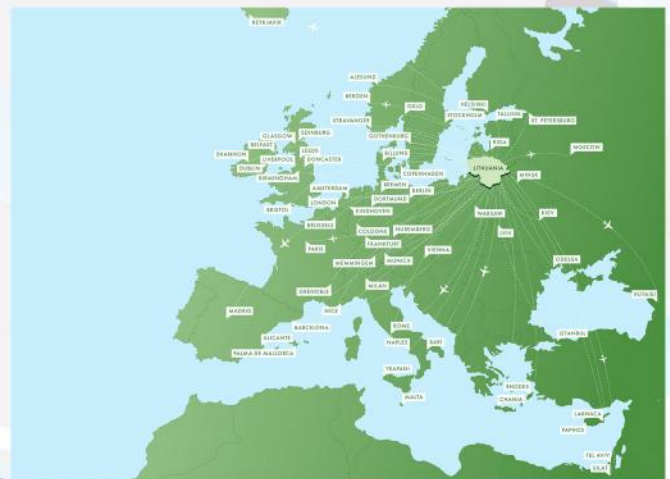 REYKJAVIK
ALESUND
BERGEN
OSLO
HELSINKI
TALLINN
STOCKHOLM
ST. PETERSBURG
STRAVANGER
GOTHENBURG
GLASGOW
EDINBURG
BELFAST
LEEDS
RIGA
MOSCOW
SHANNON
LIVERPOOL
DONCASTER
BILLUND
DUBLIN
BIRMINGHAM
COPENHAGEN
LITHUANIA
MINSK
AMSTERDAM
BREMEN
BERLIN
DORTMUND
LONDON
BRISTOL
EINDHOVEN
WARSAW
KIEV
BRUSSELS
COLOGNE
NUREMBERG
LVIV
PARIS
FRANKFURT
VIENNA
MEMMINGEM
MUNICH
ODESSA
GRENOBLE
MILAN
KUTAISI
MADRID
NICE
BARCELONA
ROME
ISTANBUL
ALICANTE
NAPLES
BARI
PALMA DE MALLORCA
TRAPANI
RHODES
MALTA
CHANIA
LARNACA
PAPHOS
TEL AVIV
EILAT